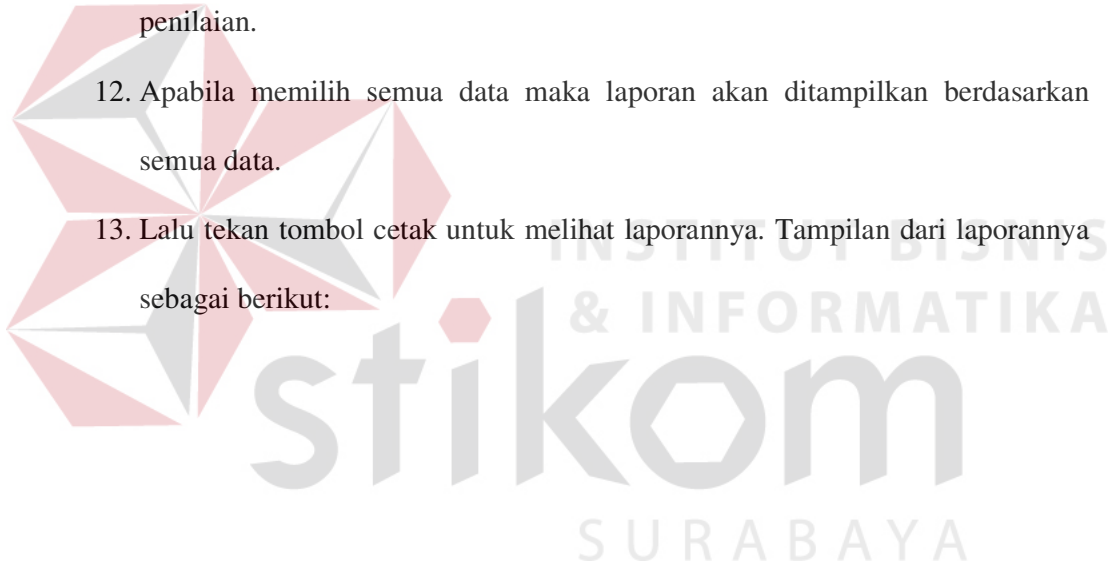 penilaian.
12. Apabila memilih semua data maka laporan akan ditampilkan berdasarkan
semua data.
13. Lalu tekan tombol cetak untuk melihat laporannya. Tampilan dari laporannya
sebagai berikut:
INSTITUT BISNIS
& INFORMATIKA
stikom
SURABAYA